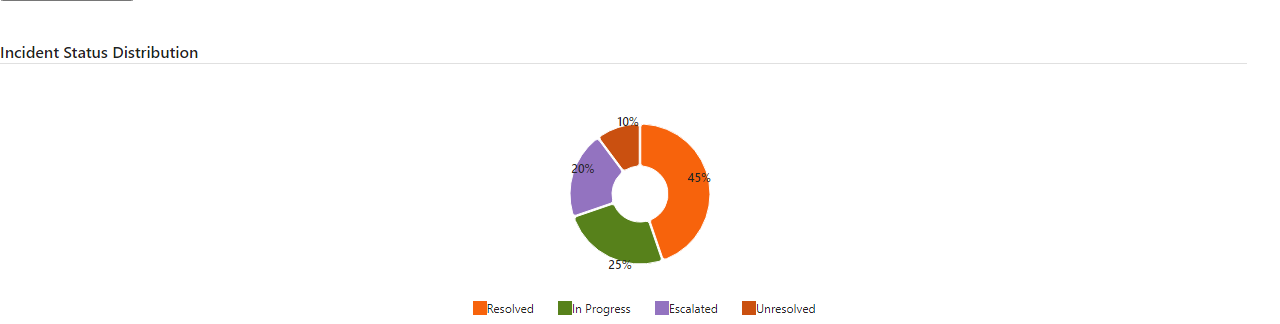 Incident Status Distribution
10%
20%
45%
25%
Resolved In Progress Escalated Unresolved